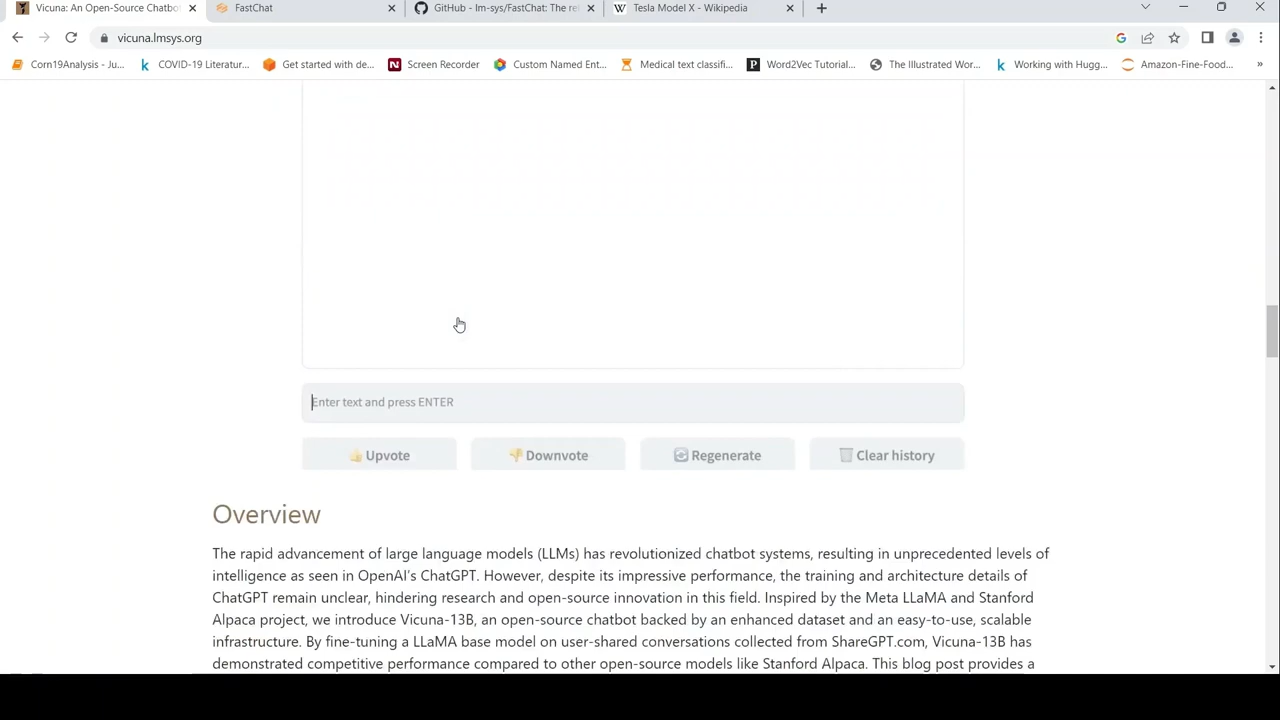 Vicuna: An Open-Source Chatbo
FastChat
GitHub - lm-sys/FastChat: The re
Tesla Model X - Wikipedia
vicuna.lmsys.org
Corn19Analysis - Ju...
COVID-19 Literatur...
Get started with de...
Screen Recorder
Custom Named Ent...
Medical text classifi...
Word2Vec Tutorial...
The Illustrated Wor...
Working with Hugg...
Amazon-Fine-Food...
Enter text and press ENTER
Upvote
Downvote
Regenerate
Clear history
Overview
The rapid advancement of large language models (LLMs) has revolutionized chatbot systems, resulting in unprecedented levels of
intelligence as seen in OpenAI's ChatGPT. However, despite its impressive performance, the training and architecture details of
ChatGPT remain unclear, hindering research and open-source innovation in this field. Inspired by the Meta LLaMA and Stanford
Alpaca project, we introduce Vicuna-13B, an open-source chatbot backed by an enhanced dataset and an easy-to-use, scalable
infrastructure. By fine-tuning a LLaMA base model on user-shared conversations collected from ShareGPT.com, Vicuna-13B has
demonstrated competitive performance compared to other open-source models like Stanford Alpaca. This blog post provides a